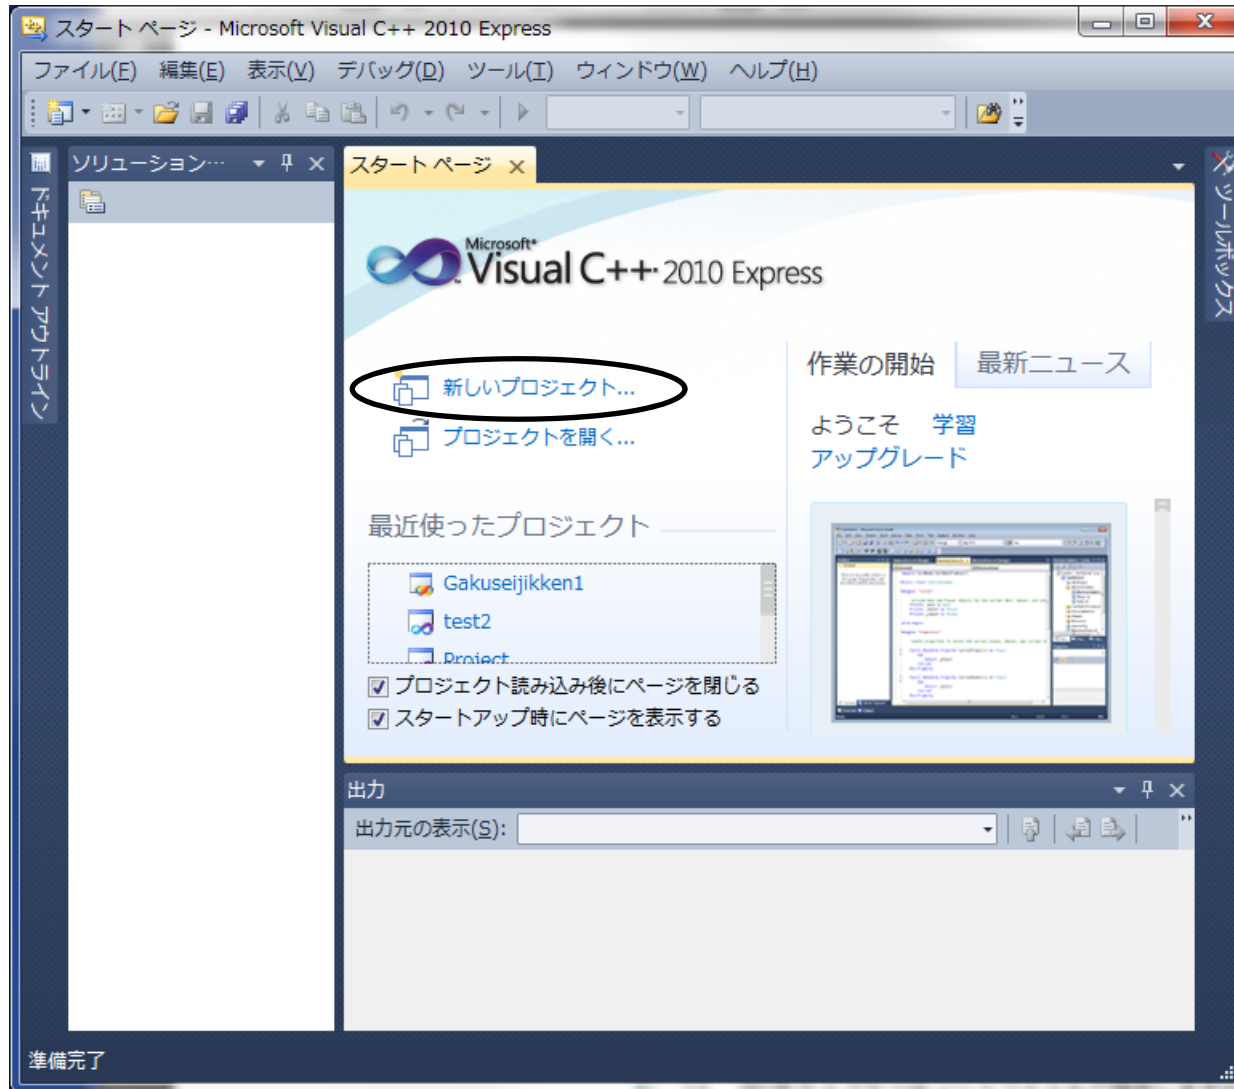 スタート ページ - Microsoft Visual C++ 2010 Express
ファイル(F) 編集(E) 表示(V) デバッグ(D) ツール(T) ウィンドウ(W) ヘルプ(H)
ドキュメント アウトライン
ソリューション…
スタート ページ
ツールボックス
Microsoft
Visual C++ 2010 Express
新しいプロジェクト...
プロジェクトを開く...
最近使ったプロジェクト
Gakuseijikken1
test2
Project
プロジェクト読み込み後にページを閉じる
スタートアップ時にページを表示する
作業の開始 最新ニュース
ようこそ 学習
アップグレード
出力
出力元の表示(S):
準備完了